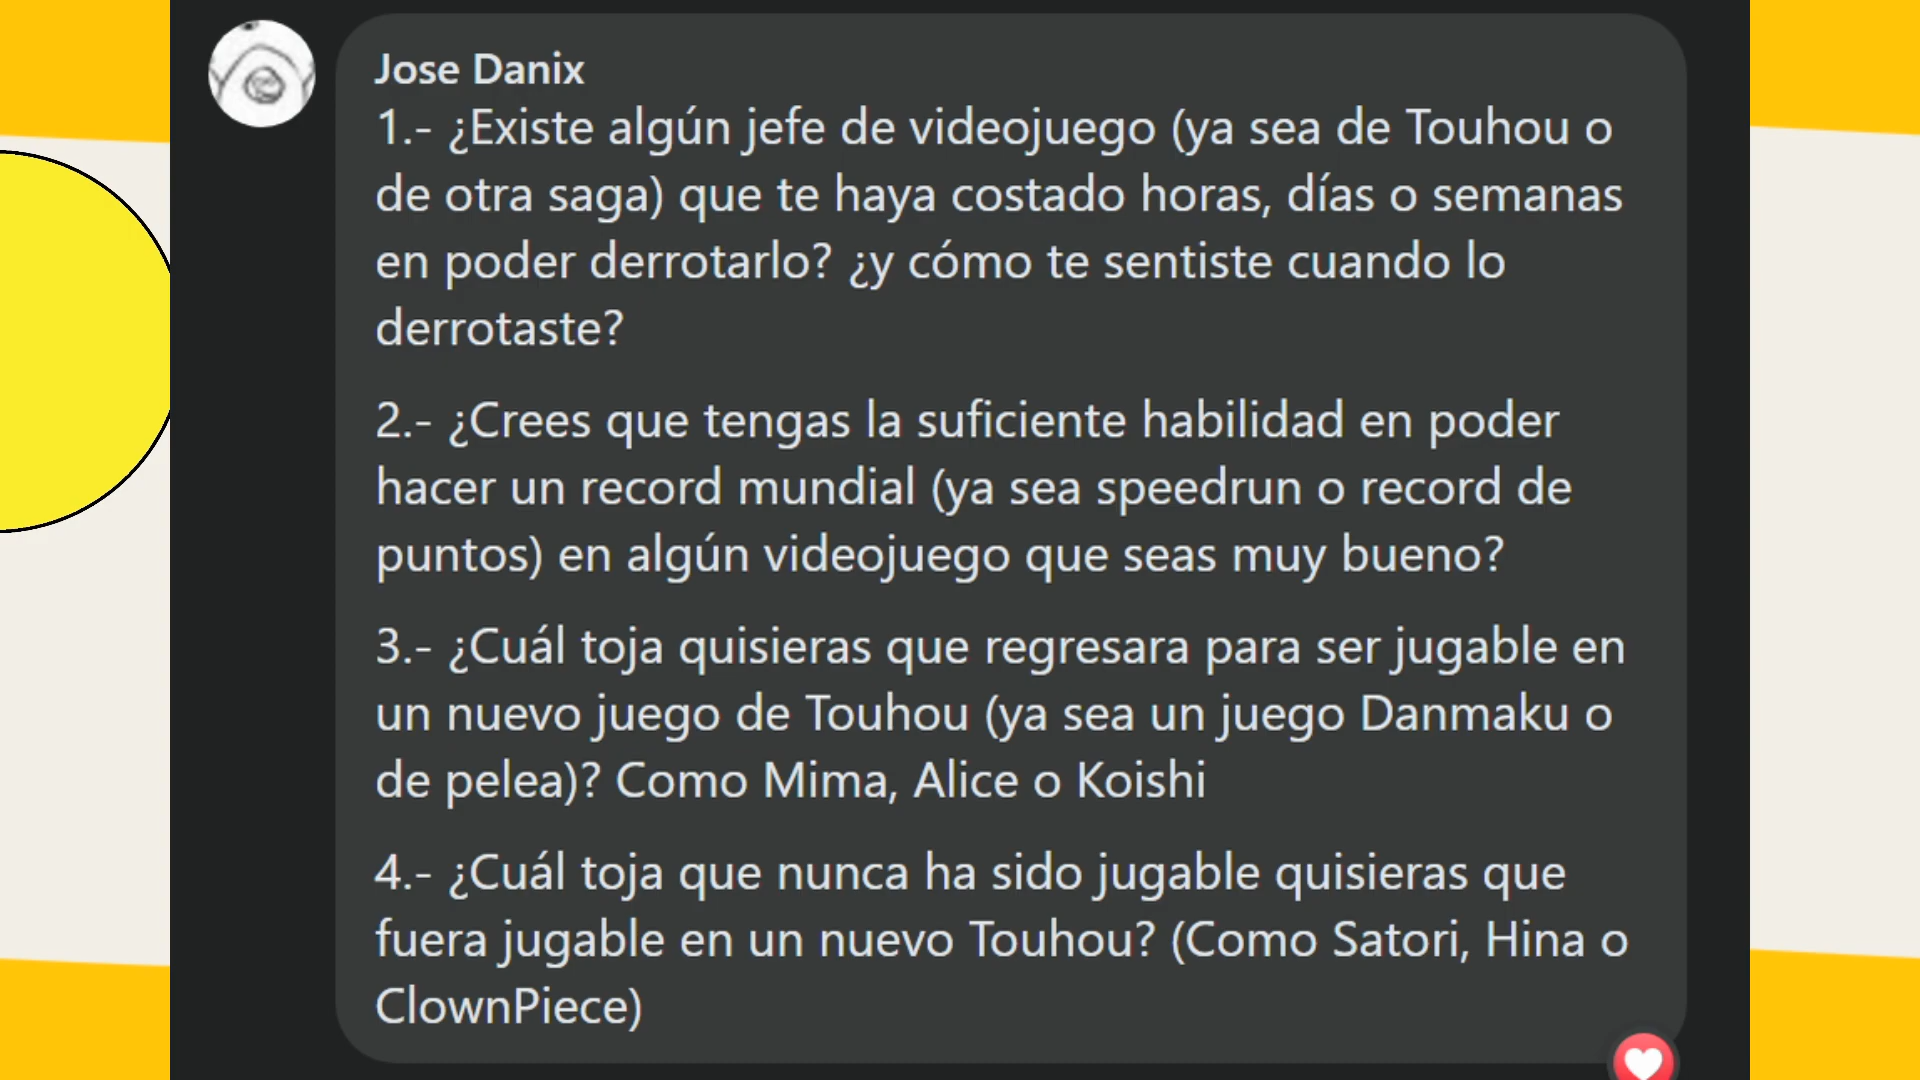 Jose Danix
1.- ¿Existe algún jefe de videojuego (ya sea de Touhou o
de otra saga) que te haya costado horas, días o semanas
en poder derrotarlo? ¿y cómo te sentiste cuando lo
derrotaste?
2.- ¿Crees que tengas la suficiente habilidad en poder
hacer un record mundial (ya sea speedrun o record de
puntos) en algún videojuego que seas muy bueno?
3.- ¿Cuál toja quisieras que regresara para ser jugable en
un nuevo juego de Touhou (ya sea un juego Danmaku o
de pelea)? Como Mima, Alice o Koishi
4.- ¿Cuál toja que nunca ha sido jugable quisieras que
fuera jugable en un nuevo Touhou? (Como Satori, Hina o
ClownPiece)